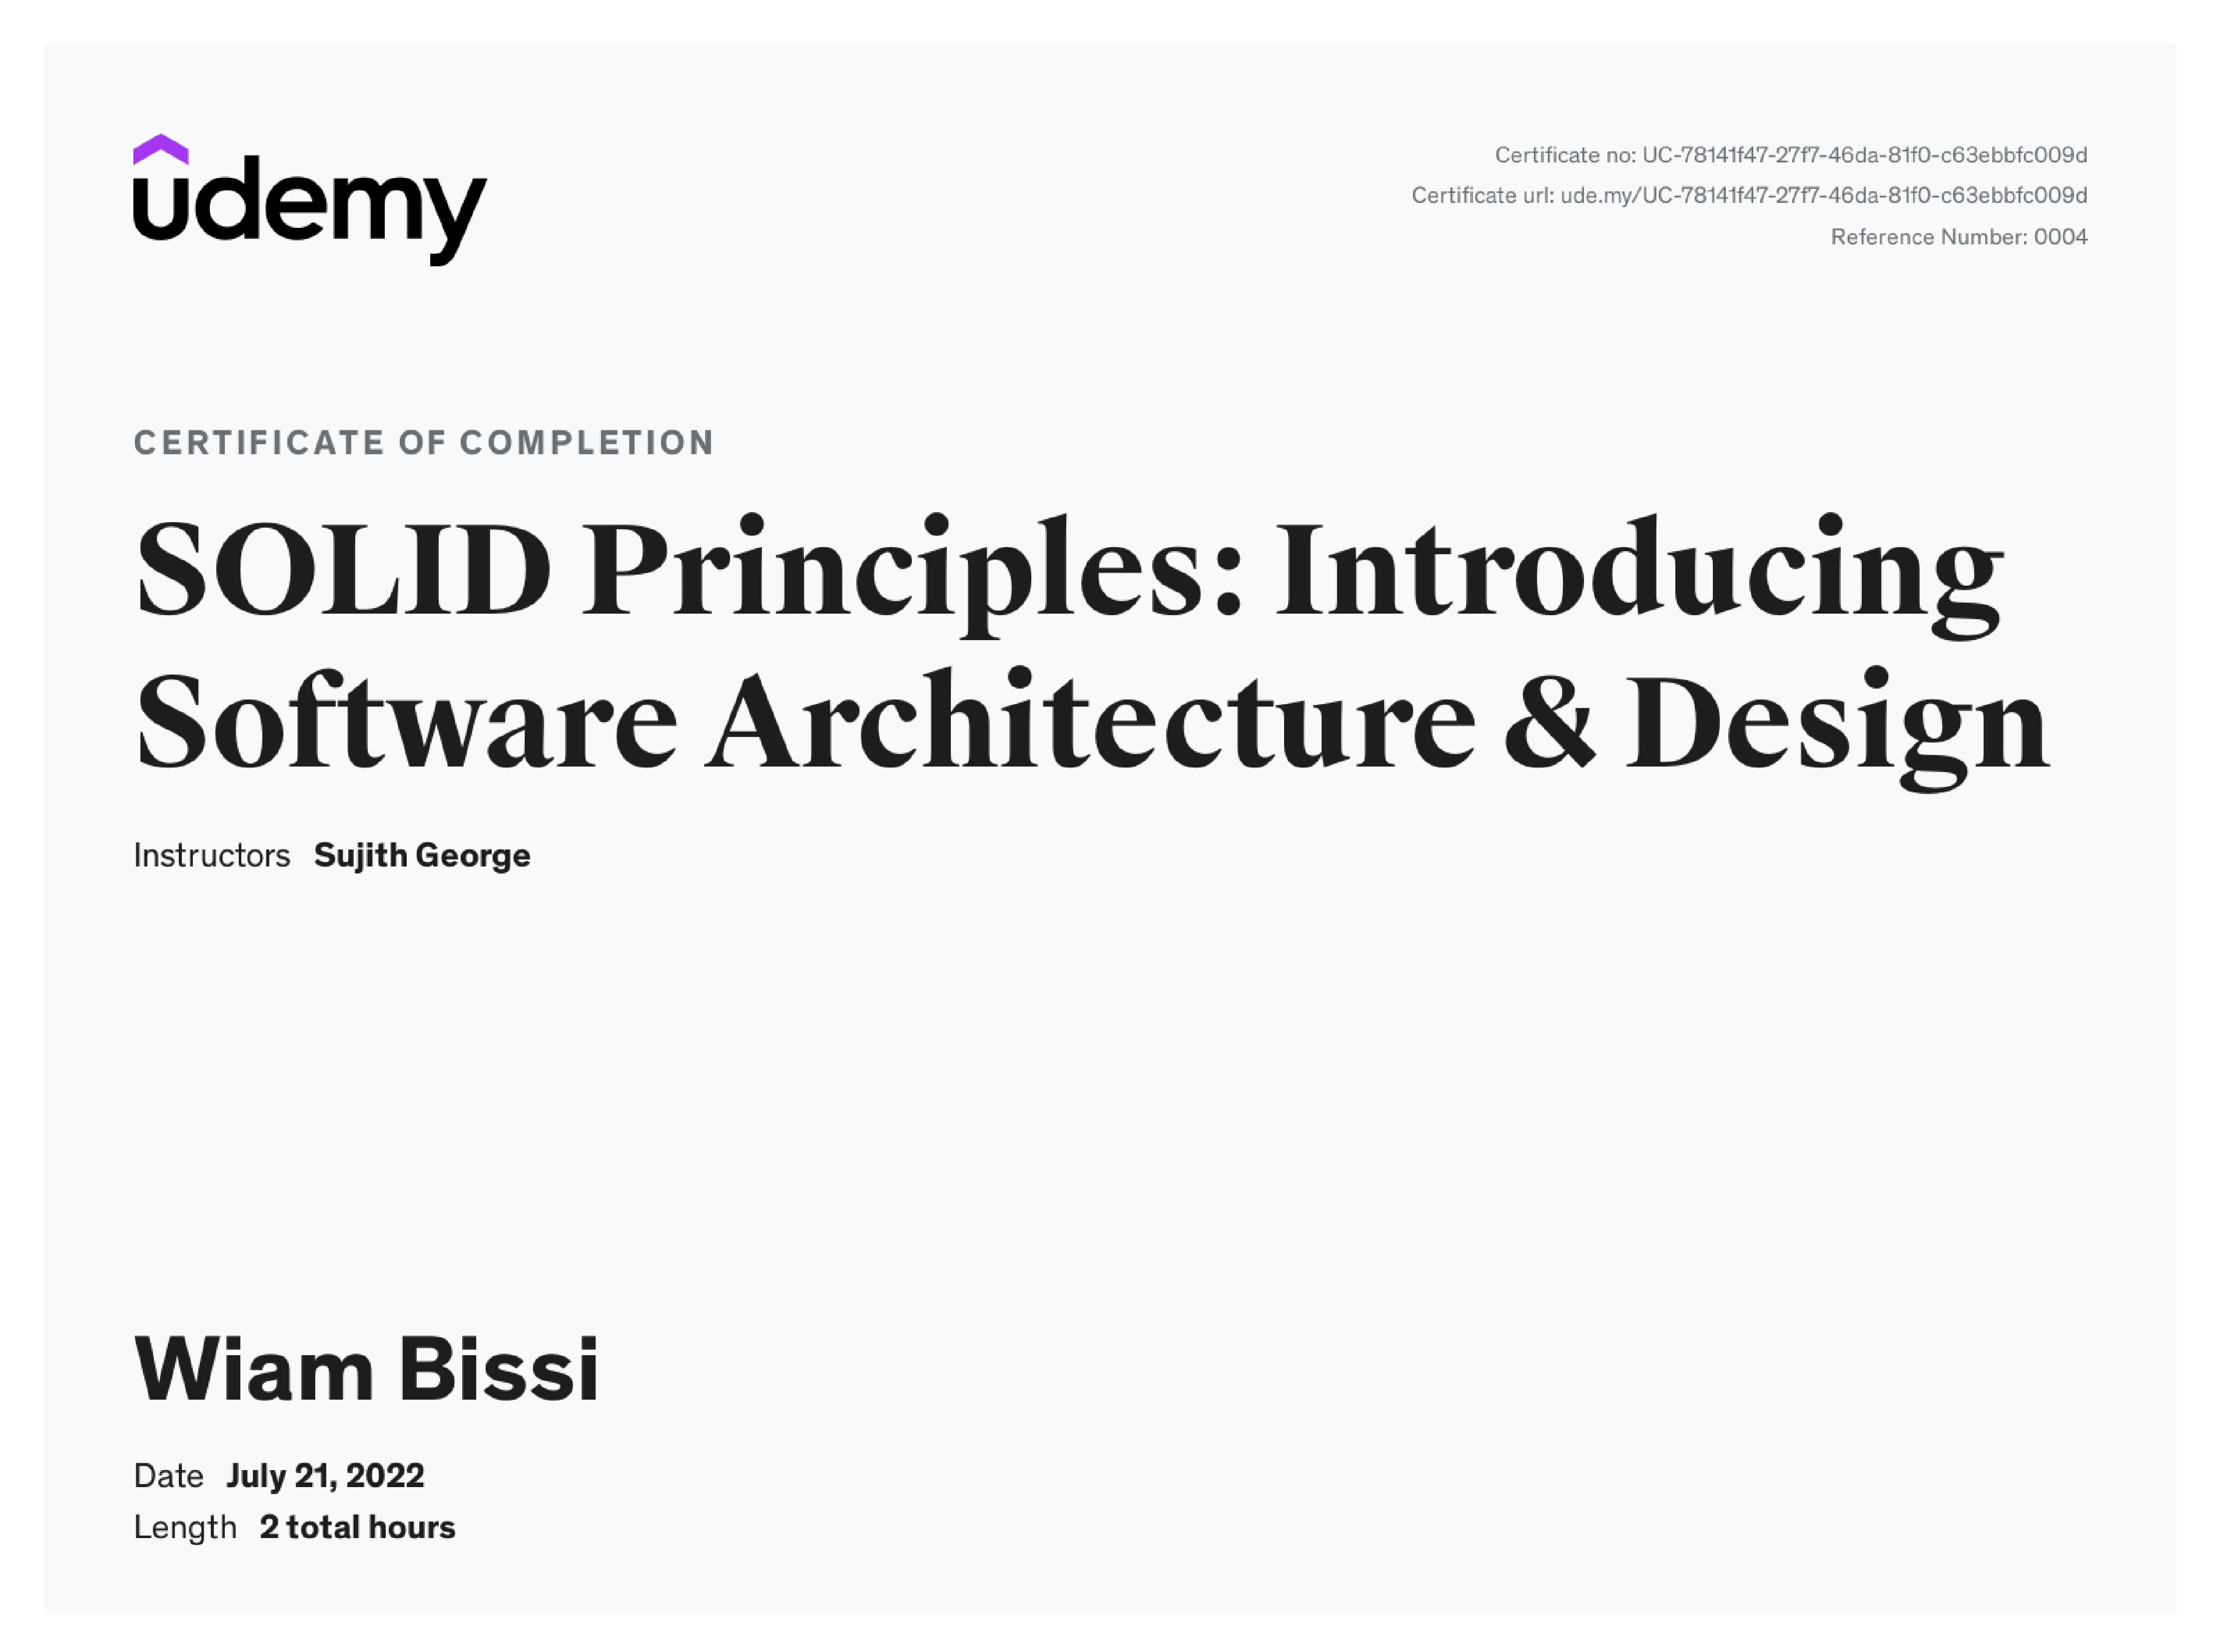 udemy
Certificate no: UC-78141f47-27f7-46da-81f0-c63ebbfc009d
Certificate url: ude.my/UC-78141f47-27f7-46da-81f0-c63ebbfc009d
Reference Number: 0004
CERTIFICATE OF COMPLETION
SOLID Principles: Introducing
Software Architecture & Design
Instructors Sujith George
Wiam Bissi
Date July 21, 2022
Length 2 total hours